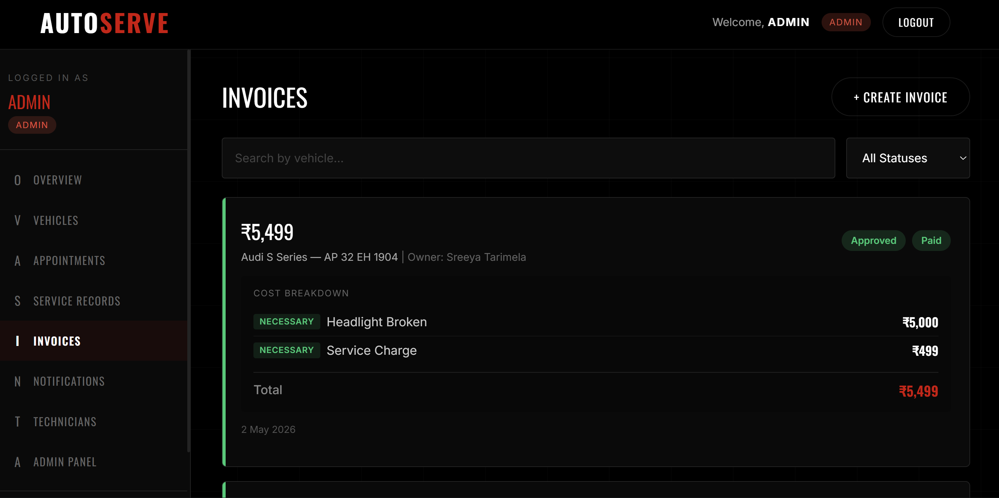 AUTOSERVE
Welcome, ADMIN ADMIN LOGOUT
LOGGED IN AS
ADMIN
ADMIN
O OVERVIEW
V VEHICLES
A APPOINTMENTS
S SERVICE RECORDS
I INVOICES
N NOTIFICATIONS
T TECHNICIANS
A ADMIN PANEL
INVOICES
+ CREATE INVOICE
Search by vehicle...
All Statuses
₹5,499
Approved Paid
Audi S Series — AP 32 EH 1904 | Owner: Sreeya Tarimela
COST BREAKDOWN
NECESSARY Headlight Broken ₹5,000
NECESSARY Service Charge ₹499
Total ₹5,499
2 May 2026